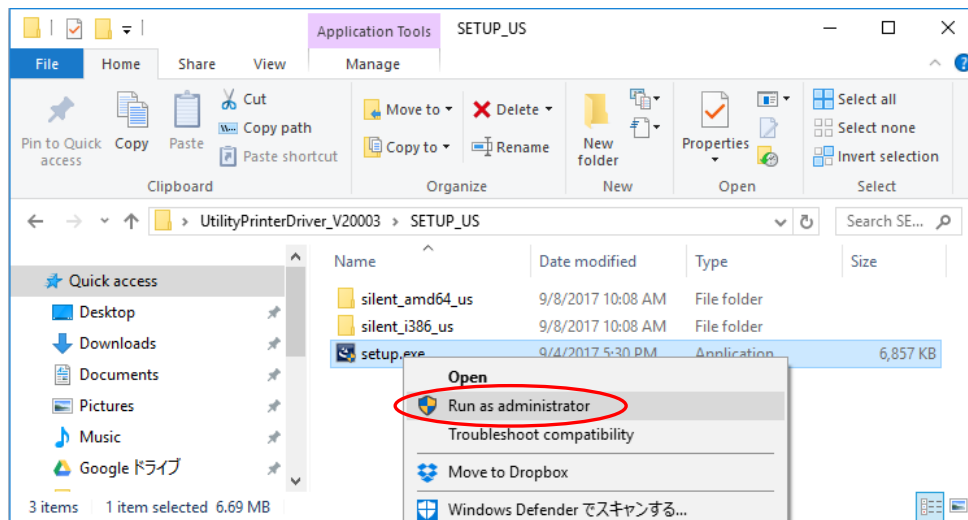 Application Tools SETUP_US
File Home Share View Manage
Pin to Quick access
Copy
Paste
Cut
Copy path
Paste shortcut
Clipboard
Move to
Copy to
Delete
Rename
Organize
New folder
New
Properties
Open
Select all
Select none
Invert selection
Select
UtilityPrinterDriver_V20003 > SETUP_US
Search SE...
Name Date modified Type Size
Quick access
Desktop
Downloads
Documents
Pictures
Music
Google ドライブ
silent_amd64_us 9/8/2017 10:08 AM File folder
silent_i386_us 9/8/2017 10:08 AM File folder
setup.exe 9/4/2017 5:30 PM Application 6,857 KB
Open
Run as administrator
Troubleshoot compatibility
Move to Dropbox
Windows Defender でスキャンする...
3 items 1 item selected 6.69 MB